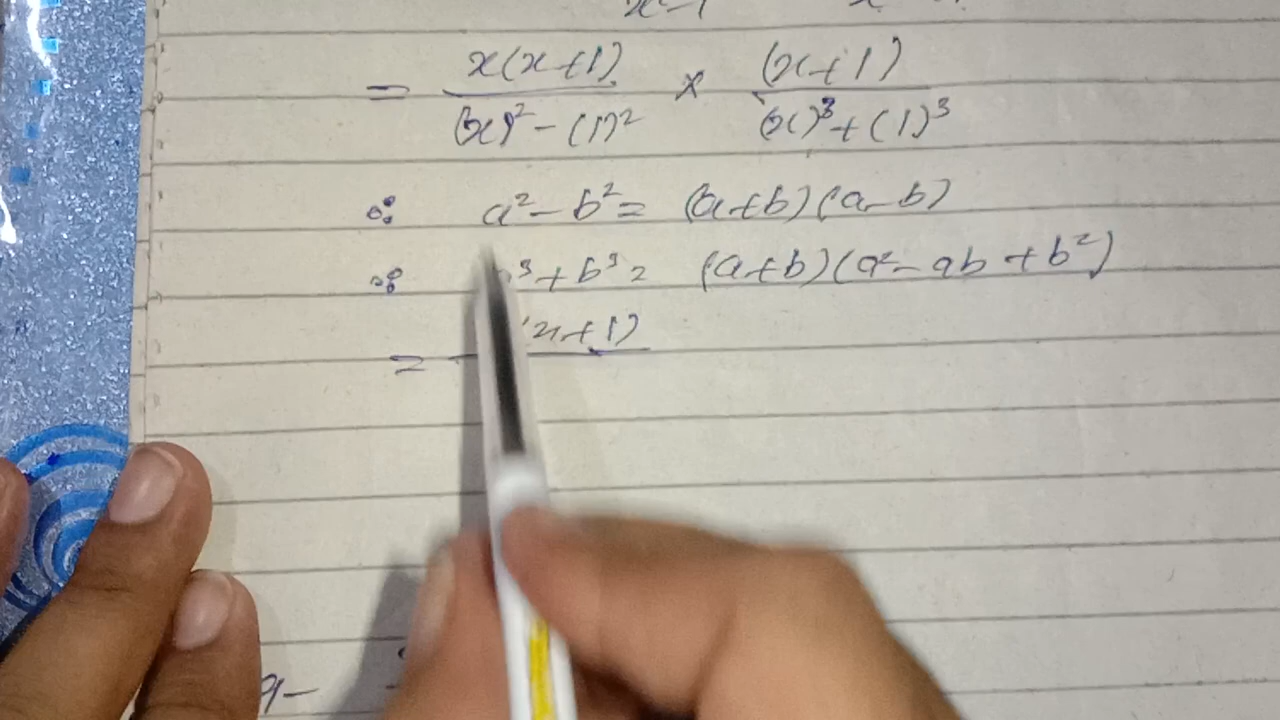 = x(x+1) / (x)² - (1)² × (x+1) / (x)³ + (1)³
∵ a² - b² = (a+b)(a-b)
∵ ³ + b³ = (a+b)(a² - ab + b²)
= (x+1)